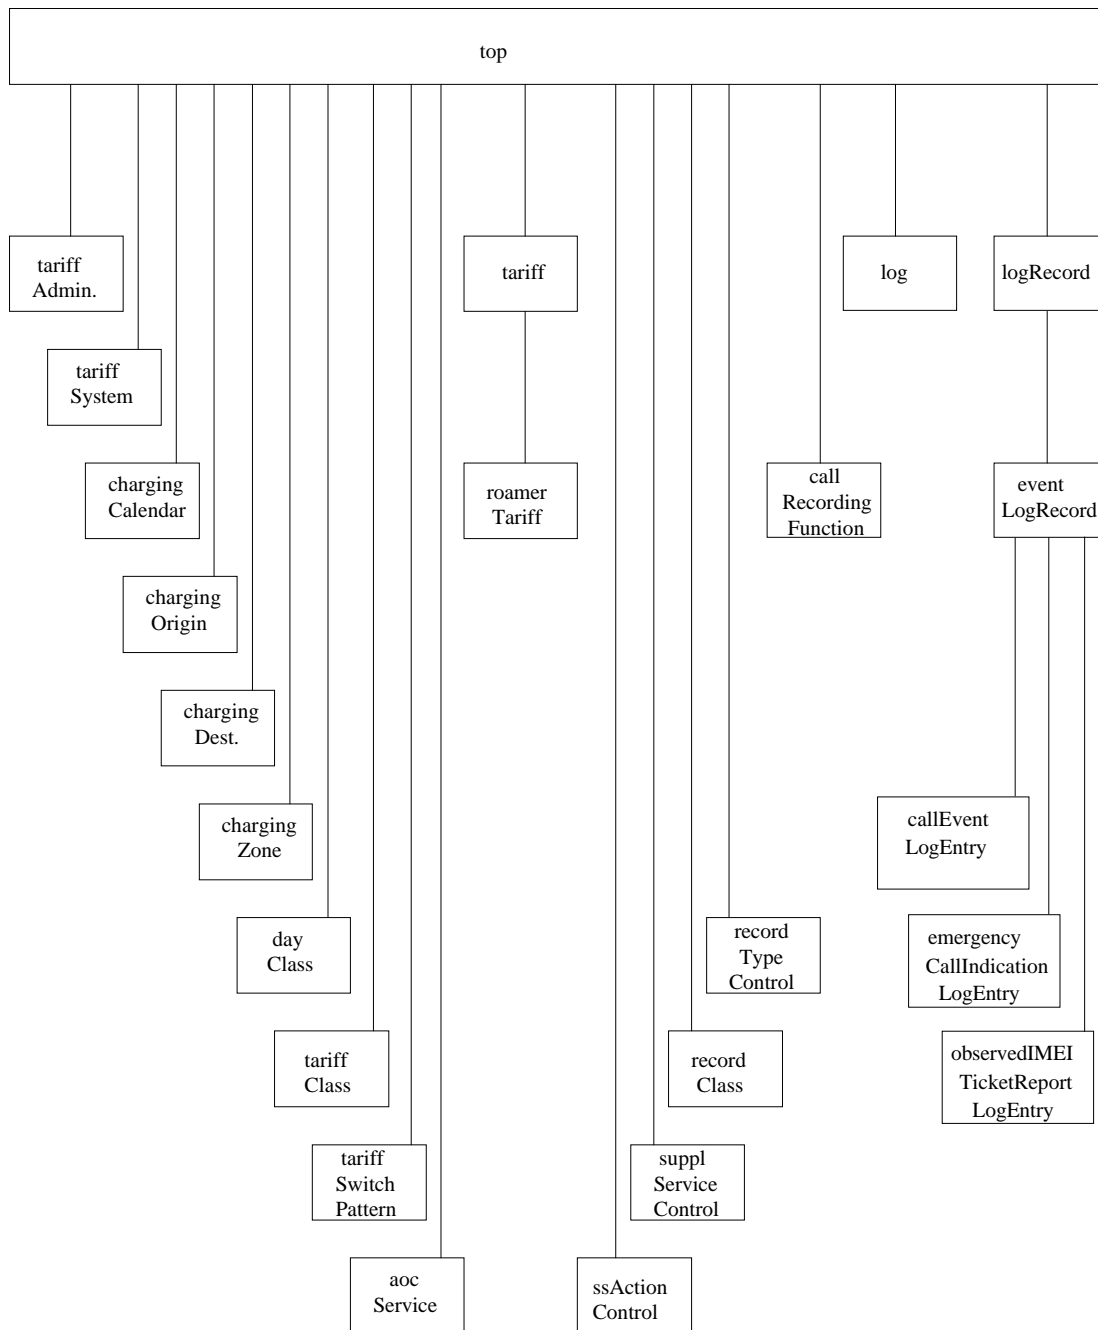 top
tariff
Admin.
tariff
log
logRecord
tariff
System
charging
Calendar
roamer
Tariff
call
Recording
Function
event
LogRecord
charging
Origin
charging
Dest.
charging
Zone
callEvent
LogEntry
day
Class
record
Type
Control
emergency
CallIndication
LogEntry
tariff
Class
record
Class
observedIMEI
TicketReport
LogEntry
tariff
Switch
Pattern
suppl
Service
Control
aoc
Service
ssAction
Control